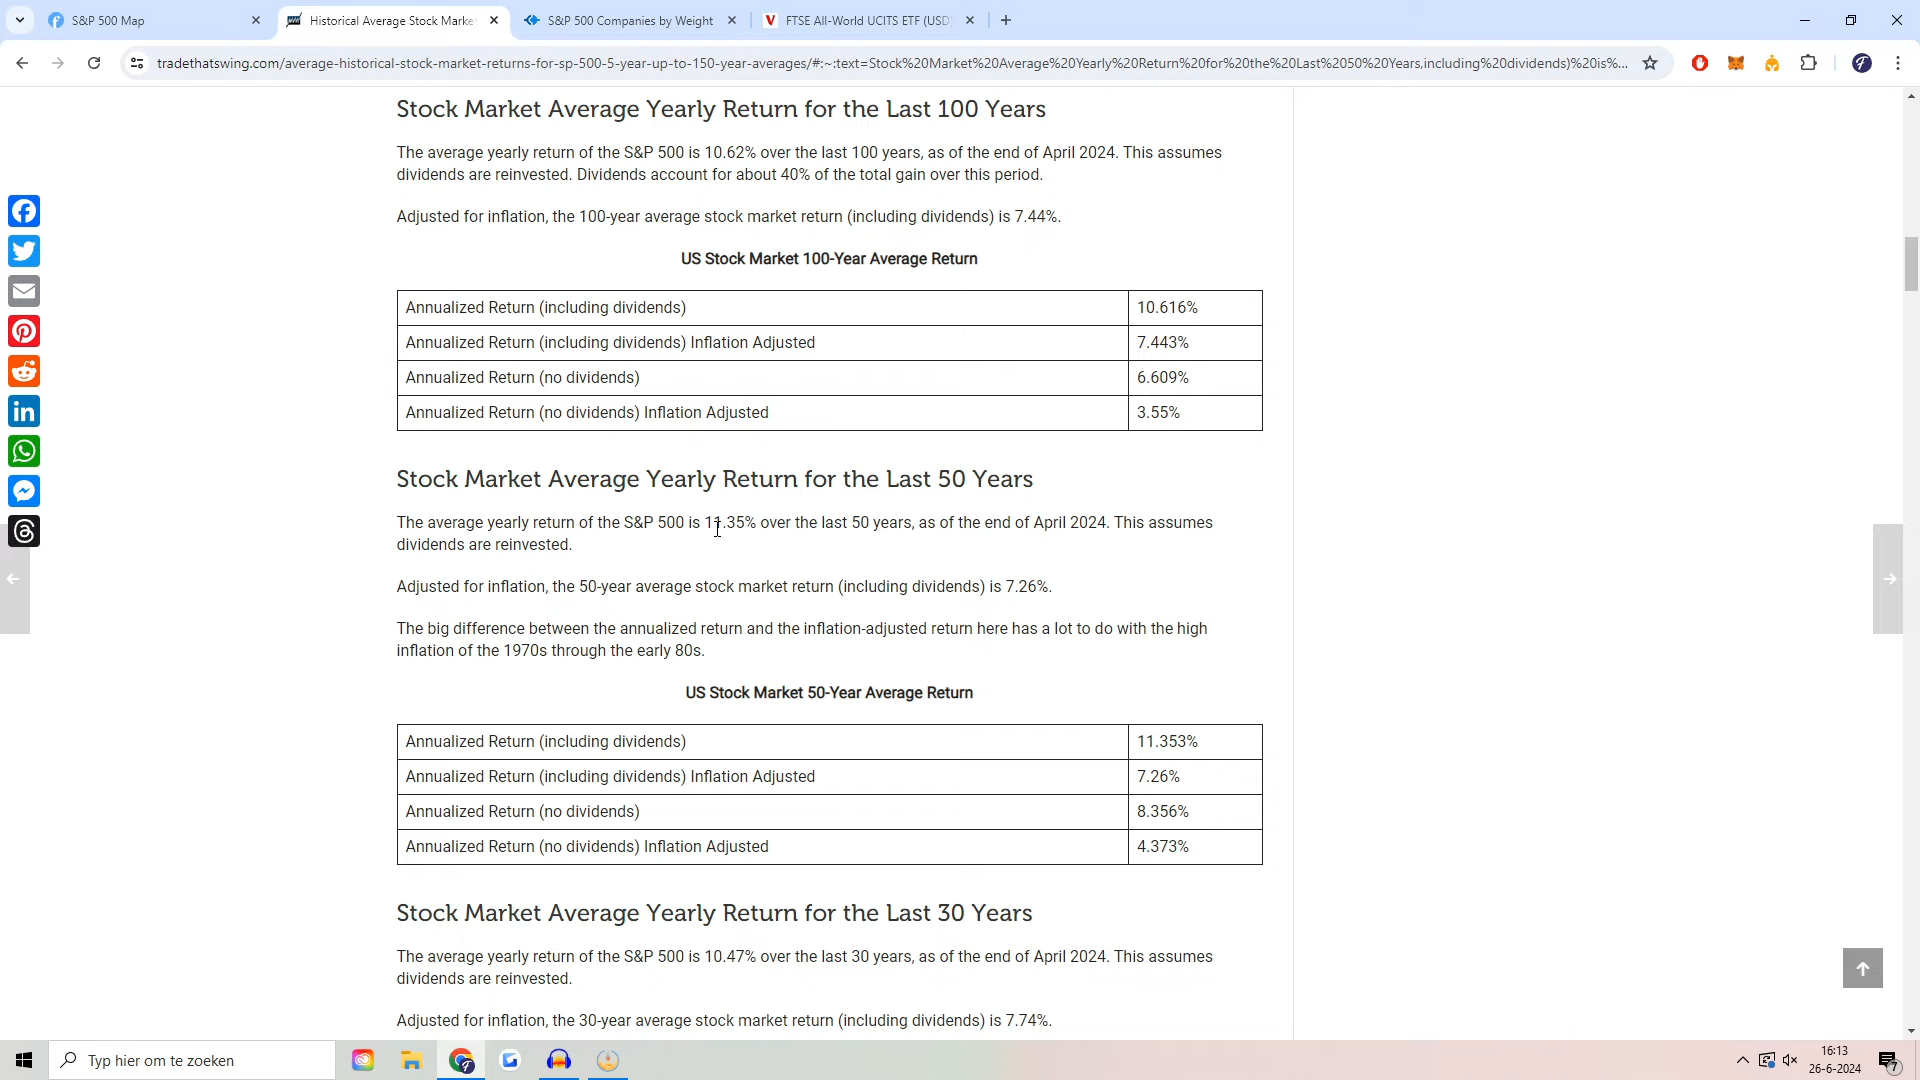 S&P 500 Map
Historical Average Stock Marke
S&P 500 Companies by Weight
FTSE All-World UCITS ETF (USD
tradethatswing.com/average-historical-stock-market-returns-for-sp-500-5-year-up-to-150-year-averages/#:~:text=Stock%20Market%20Average%20Yearly%20Return%20for%20the%20Last%2050%20Years,including%20dividends)%20is%...
Stock Market Average Yearly Return for the Last 100 Years
The average yearly return of the S&P 500 is 10.62% over the last 100 years, as of the end of April 2024. This assumes
dividends are reinvested. Dividends account for about 40% of the total gain over this period.
Adjusted for inflation, the 100-year average stock market return (including dividends) is 7.44%.
US Stock Market 100-Year Average Return
Annualized Return (including dividends) 10.616%
Annualized Return (including dividends) Inflation Adjusted 7.443%
Annualized Return (no dividends) 6.609%
Annualized Return (no dividends) Inflation Adjusted 3.55%
Stock Market Average Yearly Return for the Last 50 Years
The average yearly return of the S&P 500 is 11.35% over the last 50 years, as of the end of April 2024. This assumes
dividends are reinvested.
Adjusted for inflation, the 50-year average stock market return (including dividends) is 7.26%.
The big difference between the annualized return and the inflation-adjusted return here has a lot to do with the high
inflation of the 1970s through the early 80s.
US Stock Market 50-Year Average Return
Annualized Return (including dividends) 11.353%
Annualized Return (including dividends) Inflation Adjusted 7.26%
Annualized Return (no dividends) 8.356%
Annualized Return (no dividends) Inflation Adjusted 4.373%
Stock Market Average Yearly Return for the Last 30 Years
The average yearly return of the S&P 500 is 10.47% over the last 30 years, as of the end of April 2024. This assumes
dividends are reinvested.
Adjusted for inflation, the 30-year average stock market return (including dividends) is 7.74%.
Typ hier om te zoeken
16:13
26-6-2024
7